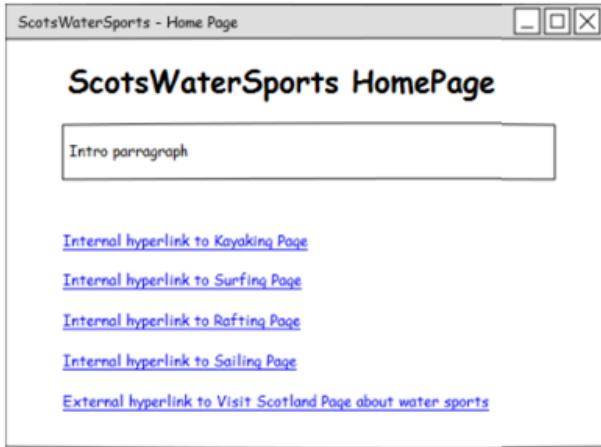 ScotsWaterSports - Home Page
ScotsWaterSports HomePage
Intro parragraph
Internal hyperlink to Kayaking Page
Internal hyperlink to Surfing Page
Internal hyperlink to Rafting Page
Internal hyperlink to Sailing Page
External hyperlink to Visit Scotland Page about water sports